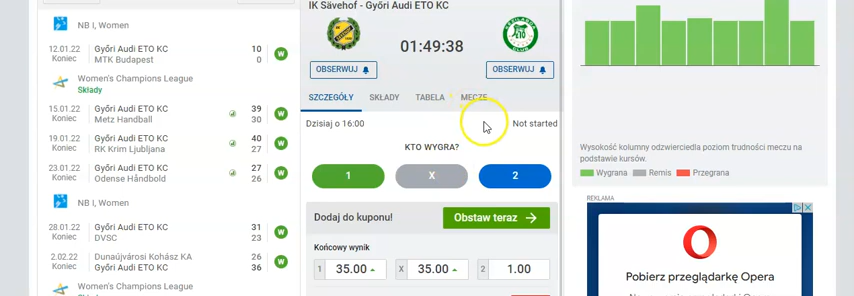 NB I, Women
12.01.22 Győri Audi ETO KC 10
Koniec MTK Budapest 0
W
Women's Champions League
Składy
15.01.22 Győri Audi ETO KC 39
Koniec Metz Handball 30
W
19.01.22 Győri Audi ETO KC 40
Koniec RK Krim Ljubljana 27
W
23.01.22 Győri Audi ETO KC 27
Koniec Odense Håndbold 26
W
NB I, Women
28.01.22 Győri Audi ETO KC 31
Koniec DVSC 23
W
2.02.22 Dunaújvárosi Kohász KA 26
Koniec Győri Audi ETO KC 36
W
Women's Champions League
IK Sävehof - Győri Audi ETO KC
01:49:38
OBSERWUJ
OBSERWUJ
SZCZEGÓŁY SKŁADY TABELA MECZE
Dzisiaj o 16:00 Not started
KTO WYGRA?
1 X 2
Dodaj do kuponu! Obstaw teraz
Końcowy wynik
1 35.00 X 35.00 2 1.00
Wysokość kolumny odzwierciedla poziom trudności meczu na
podstawie kursów.
Wygrana Remis Przegrana
REKLAMA
Pobierz przeglądarkę Opera